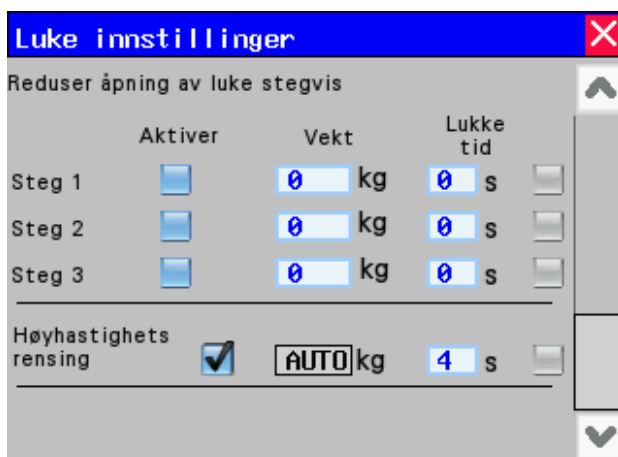 Luke innstillinger
Reduser åpning av luke stegvis
Aktiver Vekt Lukke tid
Steg 1 0 kg 0 s
Steg 2 0 kg 0 s
Steg 3 0 kg 0 s
Høyhastighets
rensing AUTO kg 4 s